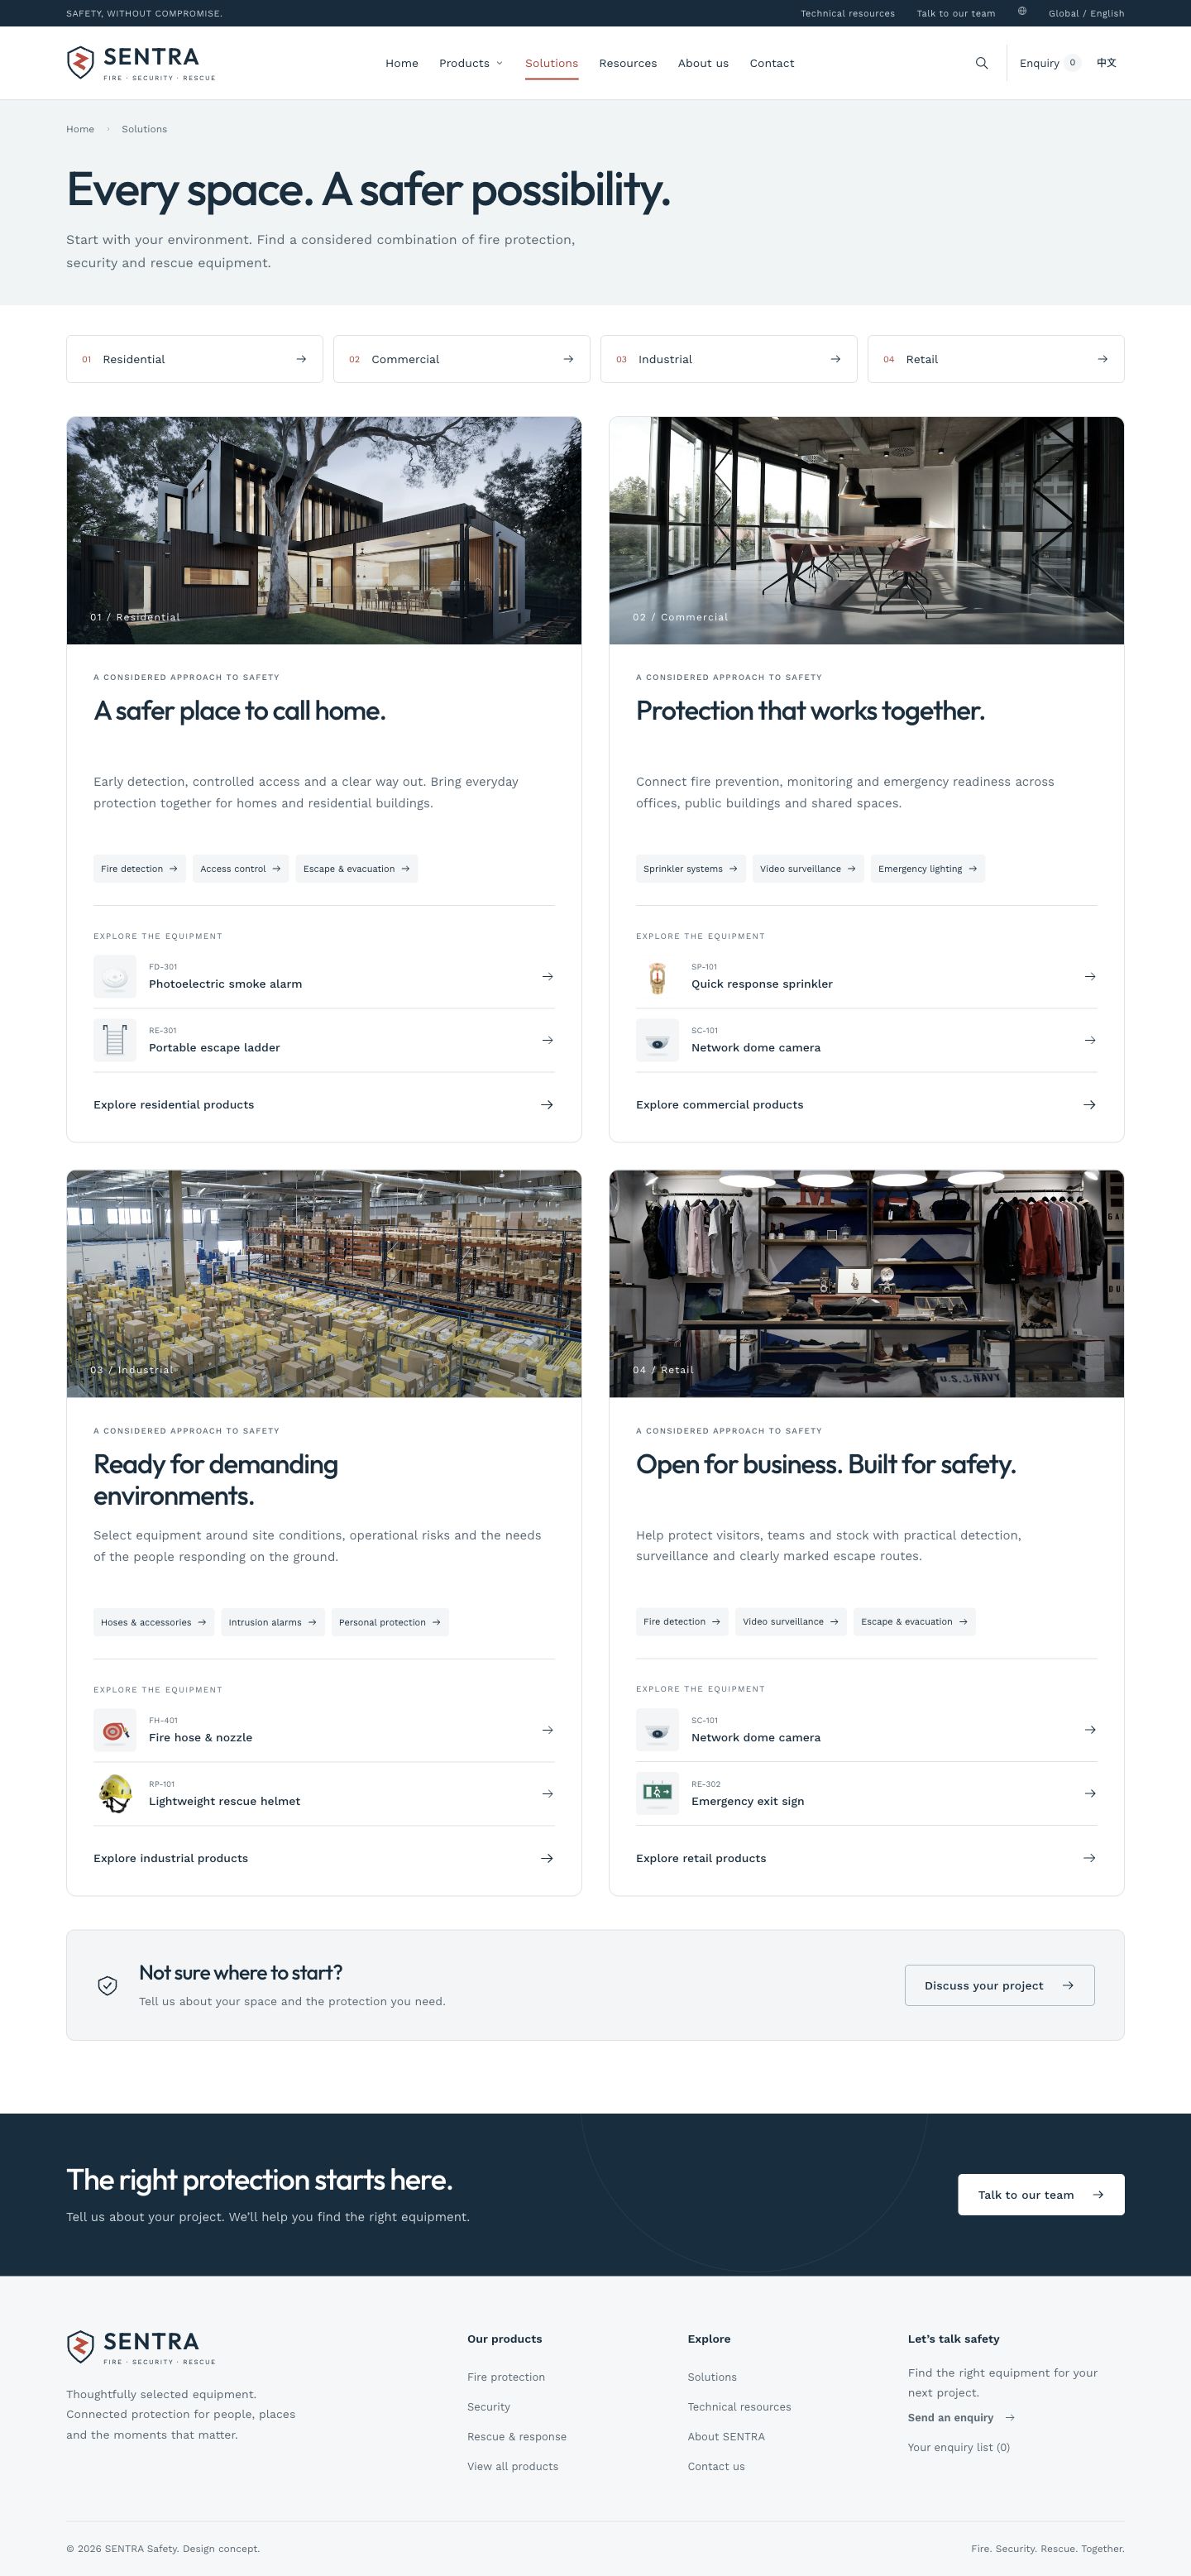 SAFETY, WITHOUT COMPROMISE.
Technical resources
Talk to our team
Global / English
SENTRA
FIRE · SECURITY · RESCUE
Home
Products
Solutions
Resources
About us
Contact
Enquiry 0
中文
Home › Solutions
Every space. A safer possibility.
Start with your environment. Find a considered combination of fire protection,
security and rescue equipment.
01 Residential
02 Commercial
03 Industrial
04 Retail
01 / Residential
A CONSIDERED APPROACH TO SAFETY
A safer place to call home.
Early detection, controlled access and a clear way out. Bring everyday
protection together for homes and residential buildings.
Fire detection →
Access control →
Escape & evacuation →
EXPLORE THE EQUIPMENT
FD-301
Photoelectric smoke alarm
RE-301
Portable escape ladder
Explore residential products
02 / Commercial
A CONSIDERED APPROACH TO SAFETY
Protection that works together.
Connect fire prevention, monitoring and emergency readiness across
offices, public buildings and shared spaces.
Sprinkler systems →
Video surveillance →
Emergency lighting →
EXPLORE THE EQUIPMENT
SP-101
Quick response sprinkler
SC-101
Network dome camera
Explore commercial products
03 / Industrial
A CONSIDERED APPROACH TO SAFETY
Ready for demanding
environments.
Select equipment around site conditions, operational risks and the needs
of the people responding on the ground.
Hoses & accessories →
Intrusion alarms →
Personal protection →
EXPLORE THE EQUIPMENT
FH-401
Fire hose & nozzle
RP-101
Lightweight rescue helmet
Explore industrial products
U.S. NAVY
04 / Retail
A CONSIDERED APPROACH TO SAFETY
Open for business. Built for safety.
Help protect visitors, teams and stock with practical detection,
surveillance and clearly marked escape routes.
Fire detection →
Video surveillance →
Escape & evacuation →
EXPLORE THE EQUIPMENT
SC-101
Network dome camera
RE-302
Emergency exit sign
Explore retail products
Not sure where to start?
Tell us about your space and the protection you need.
Discuss your project
The right protection starts here.
Tell us about your project. We'll help you find the right equipment.
Talk to our team
SENTRA
FIRE · SECURITY · RESCUE
Thoughtfully selected equipment.
Connected protection for people, places
and the moments that matter.
Our products
Fire protection
Security
Rescue & response
View all products
Explore
Solutions
Technical resources
About SENTRA
Contact us
Let's talk safety
Find the right equipment for your
next project.
Send an enquiry
Your enquiry list (0)
© 2026 SENTRA Safety. Design concept.
Fire. Security. Rescue. Together.